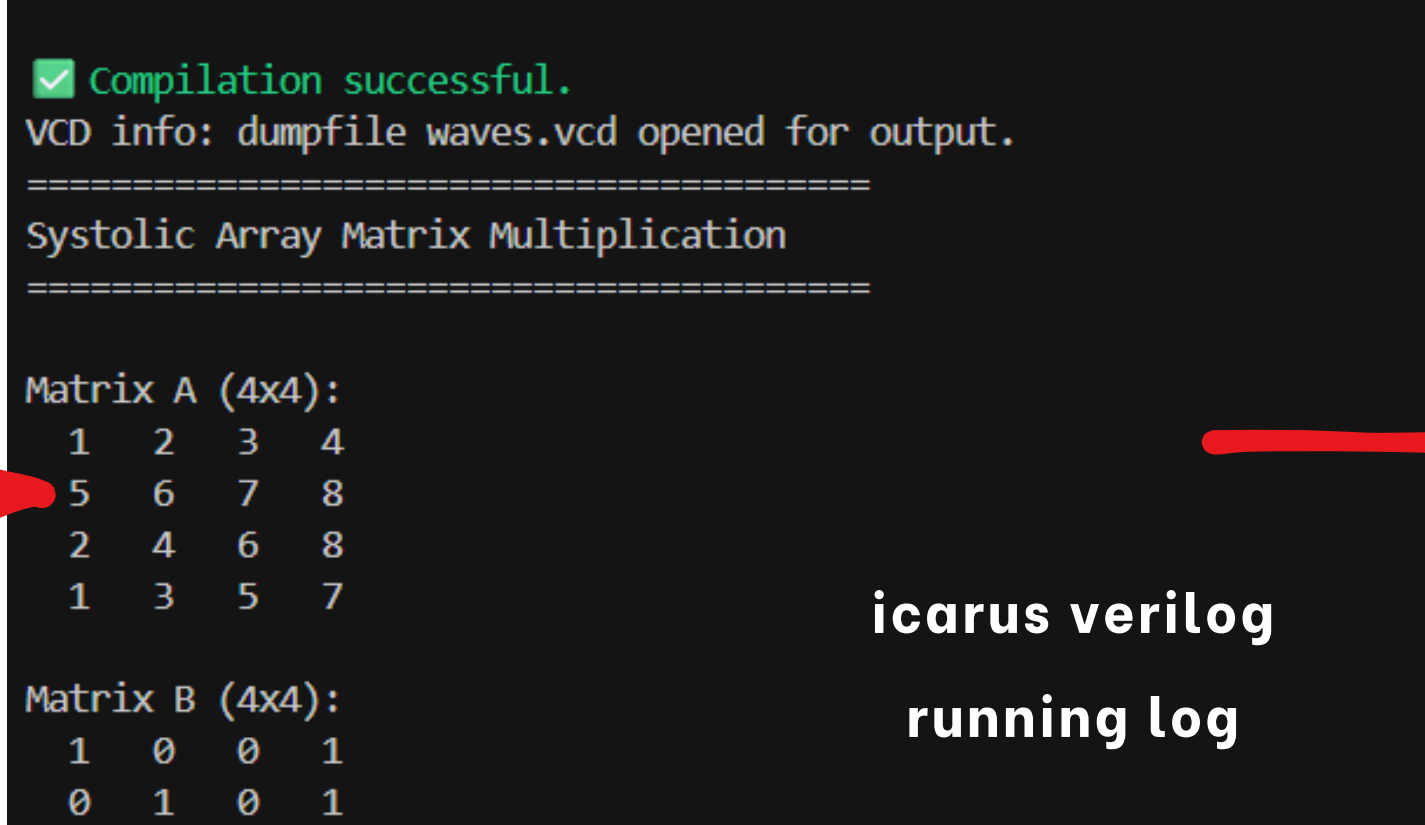 ✅ Compilation successful.
VCD info: dumpfile waves.vcd opened for output.
========================================
Systolic Array Matrix Multiplication
========================================
Matrix A (4x4):
1 2 3 4
5 6 7 8
2 4 6 8
1 3 5 7
icarus verilog
running log
Matrix B (4x4):
1 0 0 1
0 1 0 1